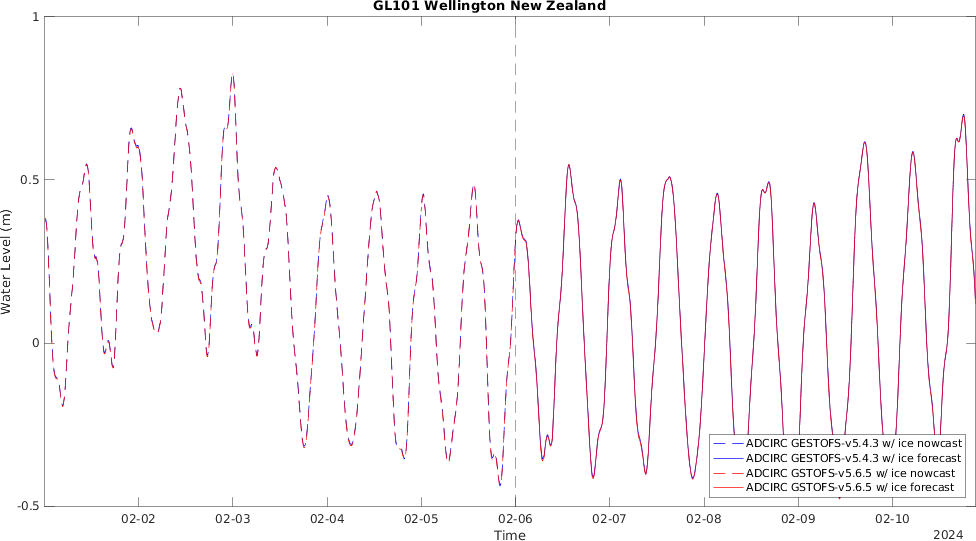 GL101 Wellington New Zealand
1
0.5
0
-0.5
Water Level (m)
ADCIRC GESTOFS-v5.4.3 w/ ice nowcast
ADCIRC GESTOFS-v5.4.3 w/ ice forecast
ADCIRC GSTOFS-v5.6.5 w/ ice nowcast
ADCIRC GSTOFS-v5.6.5 w/ ice forecast
02-02 02-03 02-04 02-05 02-06 02-07 02-08 02-09 02-10
Time
2024